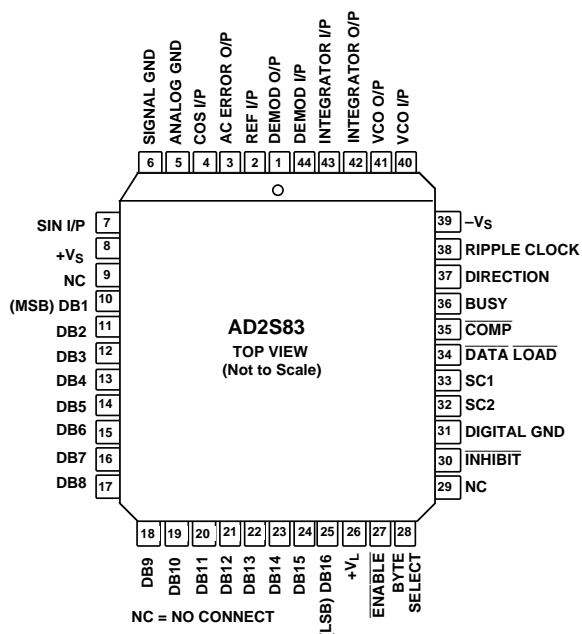 SIGNAL GND
ANALOG GND
COS I/P
AC ERROR O/P
REF I/P
DEMOD O/P
DEMOD I/P
INTEGRATOR I/P
INTEGRATOR O/P
VCO O/P
VCO I/P
6 5 4 3 2 1 44 43 42 41 40
SIN I/P 7
+VS 8
NC 9
(MSB) DB1 10
DB2 11
DB3 12
DB4 13
DB5 14
DB6 15
DB7 16
DB8 17
AD2S83
TOP VIEW
(Not to Scale)
39 –VS
38 RIPPLE CLOCK
37 DIRECTION
36 BUSY
35 COMP
34 DATA LOAD
33 SC1
32 SC2
31 DIGITAL GND
30 INHIBIT
29 NC
18 19 20 21 22 23 24 25 26 27 28
DB9
DB10
DB11
DB12
DB13
DB14
DB15
(LSB) DB16
+VL
ENABLE
BYTE
SELECT
NC = NO CONNECT